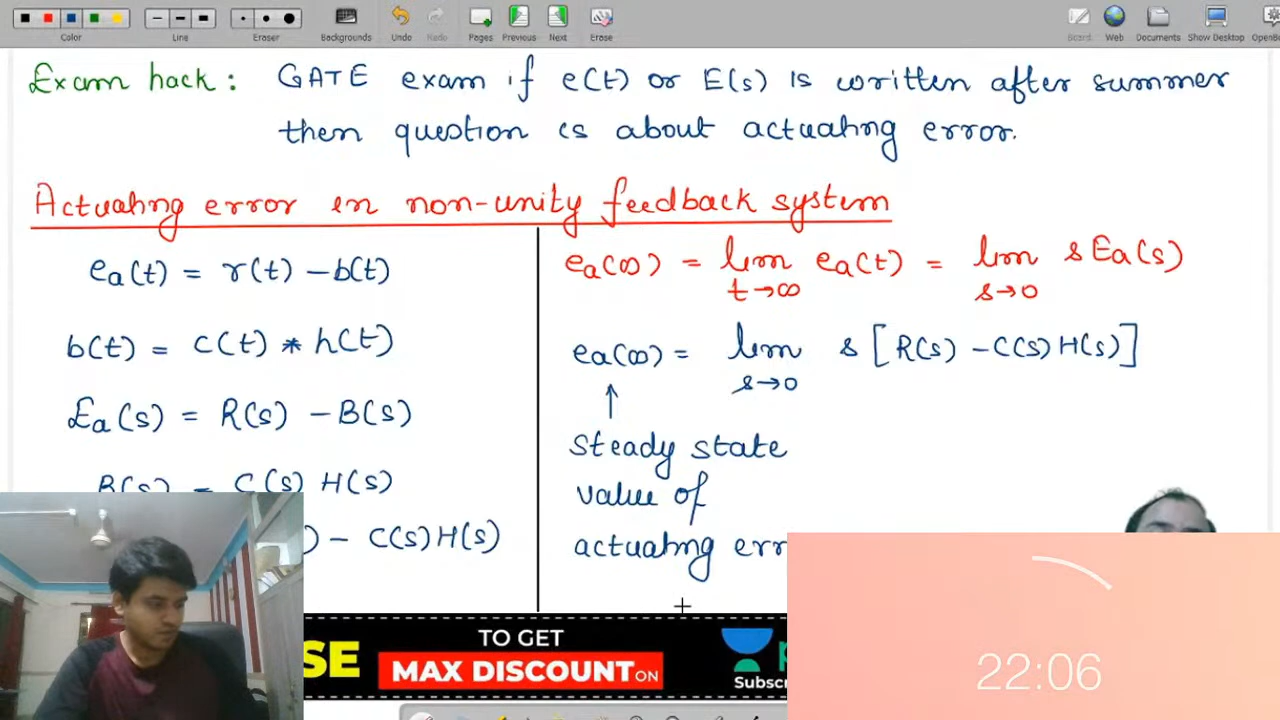 Color
Line
Eraser
Backgrounds
Undo
Redo
Pages
Previous
Next
Erase
Board
Web
Documents
Show Desktop
Exam hack : GATE exam if e(t) or E(s) is written after summer
then question is about actuating error.
Actuating error in non-unity feedback system
ea(t) = r(t) - b(t)
b(t) = c(t) * h(t)
Ea(s) = R(s) - B(s)
B(s) = C(s) H(s)
) - C(s) H(s)
ea(∞) = lim t→∞ ea(t) = lim s→0 s Ea(s)
ea(∞) = lim s→0 s [R(s) - C(s) H(s)]
↑
Steady state
value of
actuating err
SE
TO GET
MAX DISCOUNT ON
Subsc
22:06